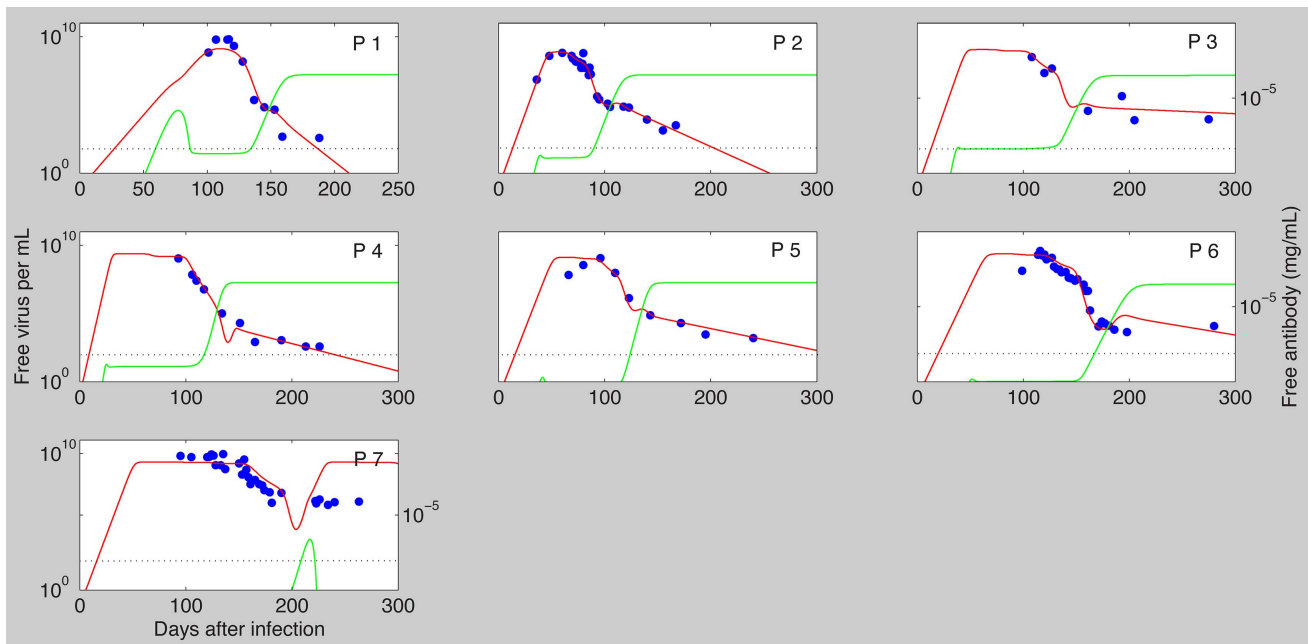 10^10
P 1
10^0
0 50 100 150 200 250
P 2
0 100 200 300
P 3
10^-5
0 100 200 300
Free virus per mL
10^10
P 4
10^0
0 100 200 300
P 5
0 100 200 300
P 6
10^-5
0 100 200 300
Free antibody (mg/mL)
10^10
P 7
10^-5
10^0
0 100 200 300
Days after infection